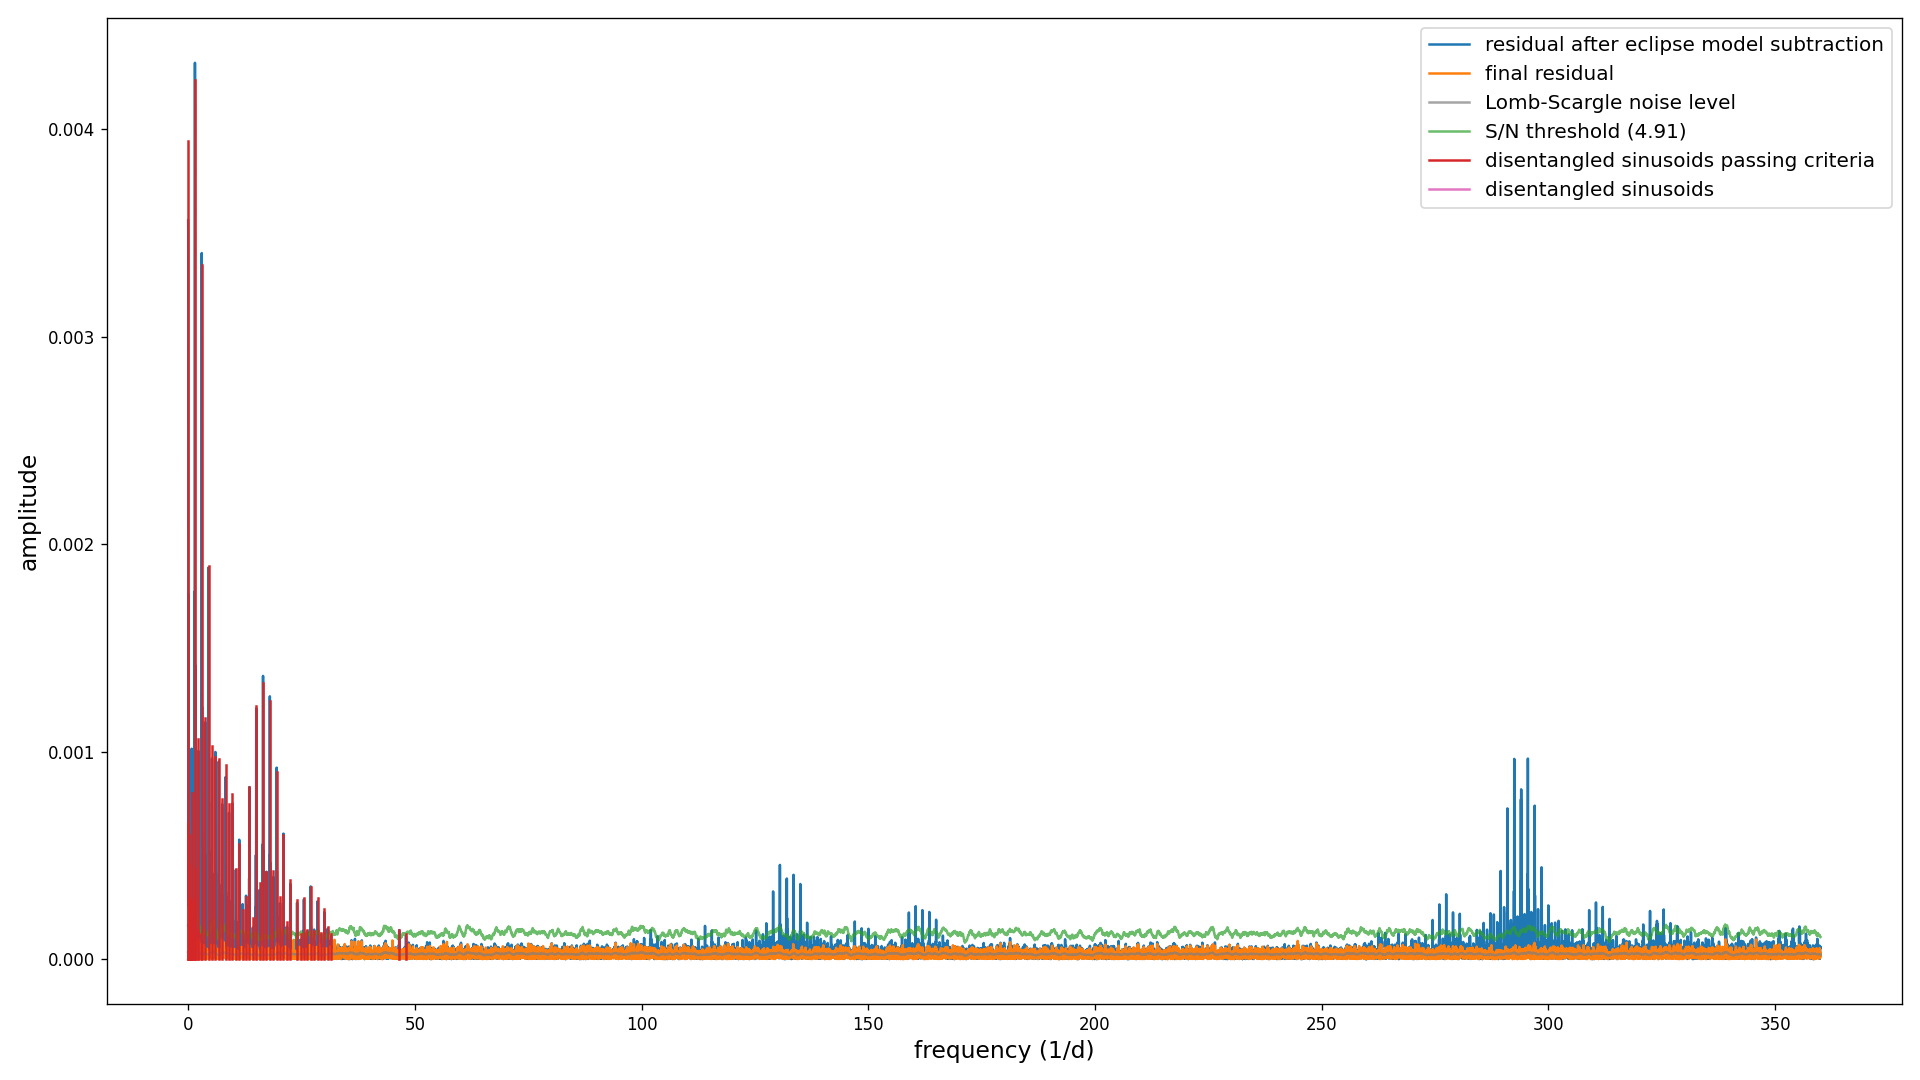 residual after eclipse model subtraction
final residual
Lomb-Scargle noise level
S/N threshold (4.91)
disentangled sinusoids passing criteria
disentangled sinusoids
0.004
0.003
0.002
0.001
0.000
amplitude
0 50 100 150 200 250 300 350
frequency (1/d)